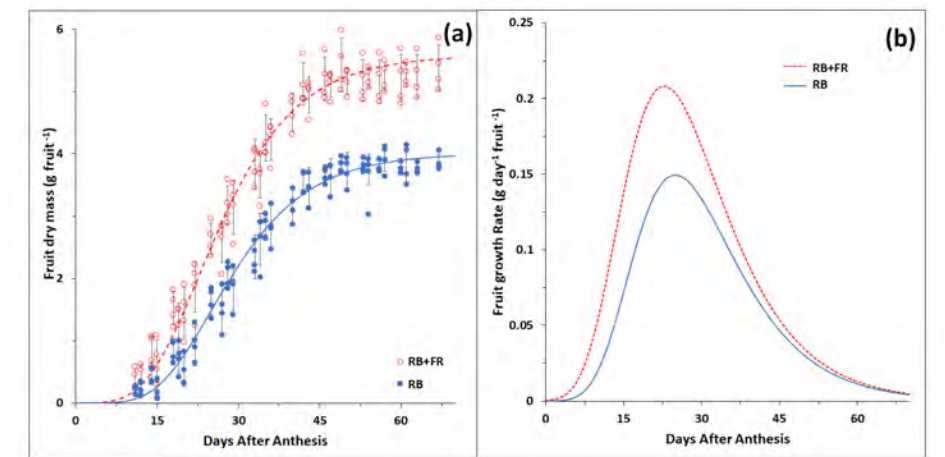 (a)
6
4
2
0
Fruit dry mass (g fruit ⁻¹)
RB+FR
RB
0 15 30 45 60
Days After Anthesis
(b)
0.25
0.2
0.15
0.1
0.05
0
Fruit growth Rate (g day⁻¹ fruit ⁻¹)
RB+FR
RB
0 15 30 45 60
Days After Anthesis